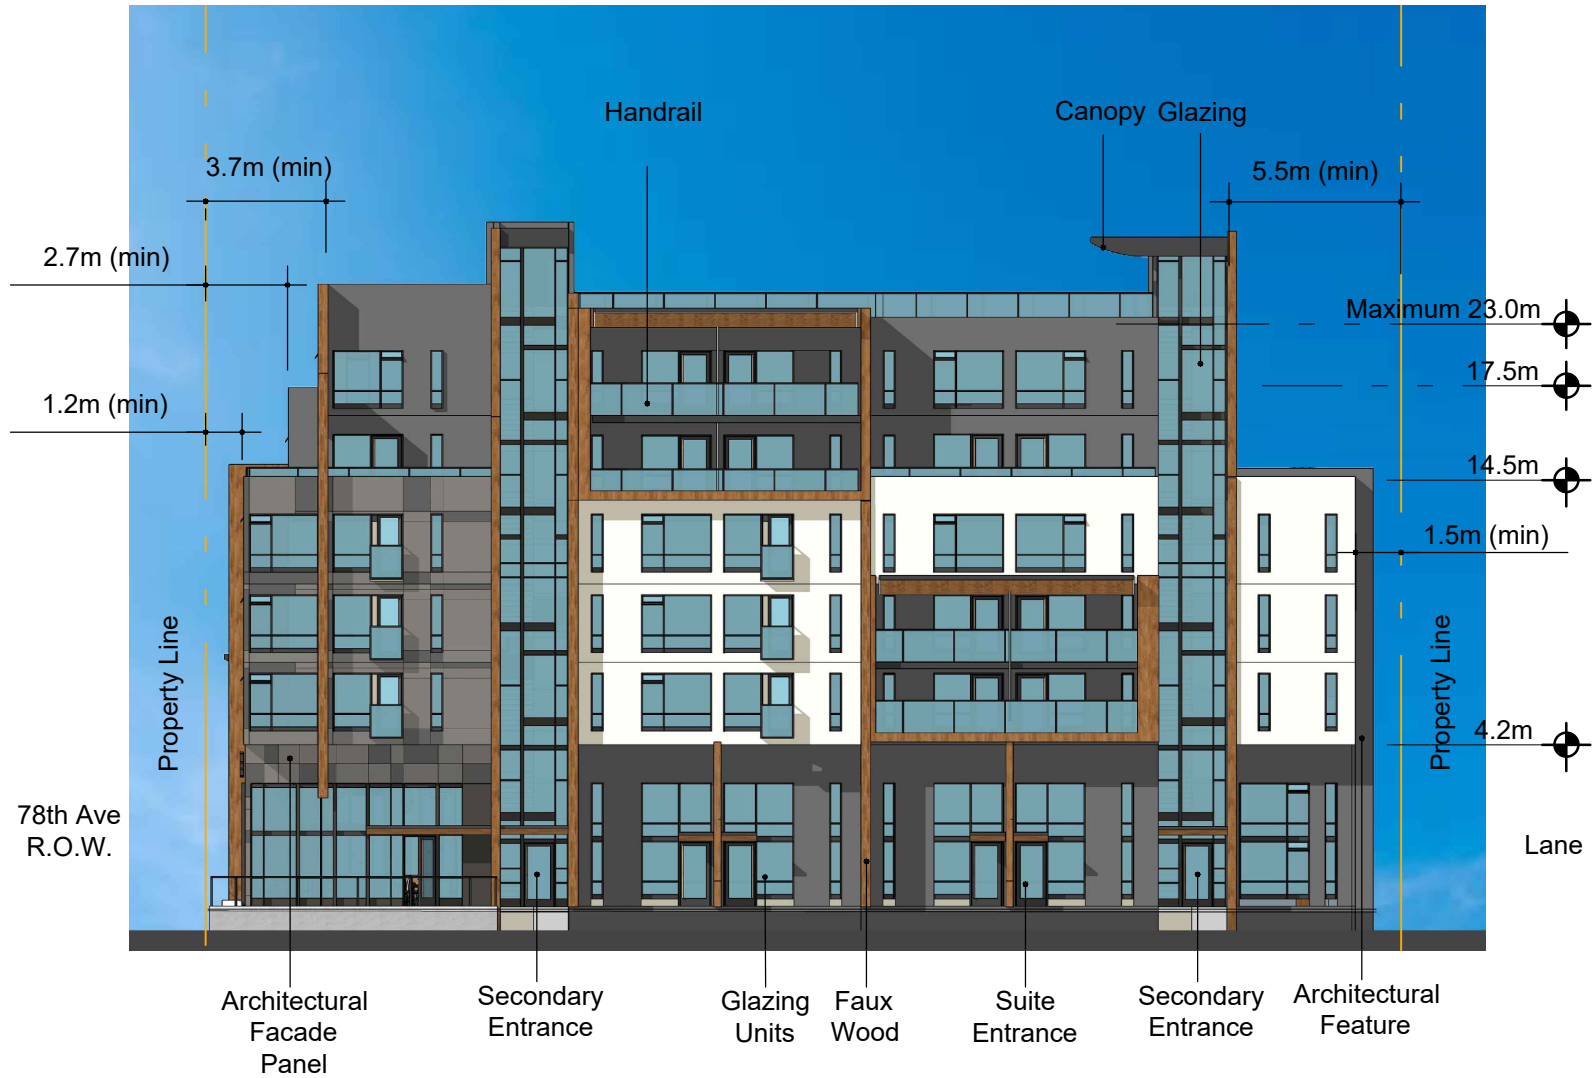 Handrail
Canopy Glazing
3.7m (min)
5.5m (min)
2.7m (min)
Maximum 23.0m
17.5m
1.2m (min)
14.5m
1.5m (min)
Property Line
Property Line
4.2m
78th Ave
R.O.W.
Lane
Architectural
Facade
Panel
Secondary
Entrance
Glazing
Units
Faux
Wood
Suite
Entrance
Secondary
Entrance
Architectural
Feature